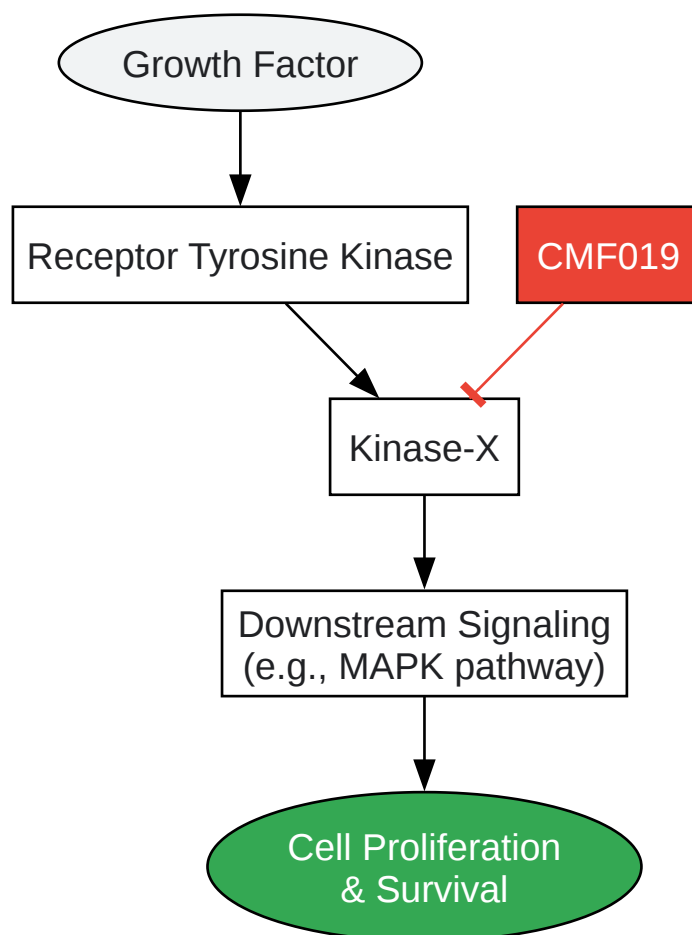 Growth Factor
Receptor Tyrosine Kinase
CMF019
Kinase-X
Downstream Signaling
(e.g., MAPK pathway)
Cell Proliferation
& Survival